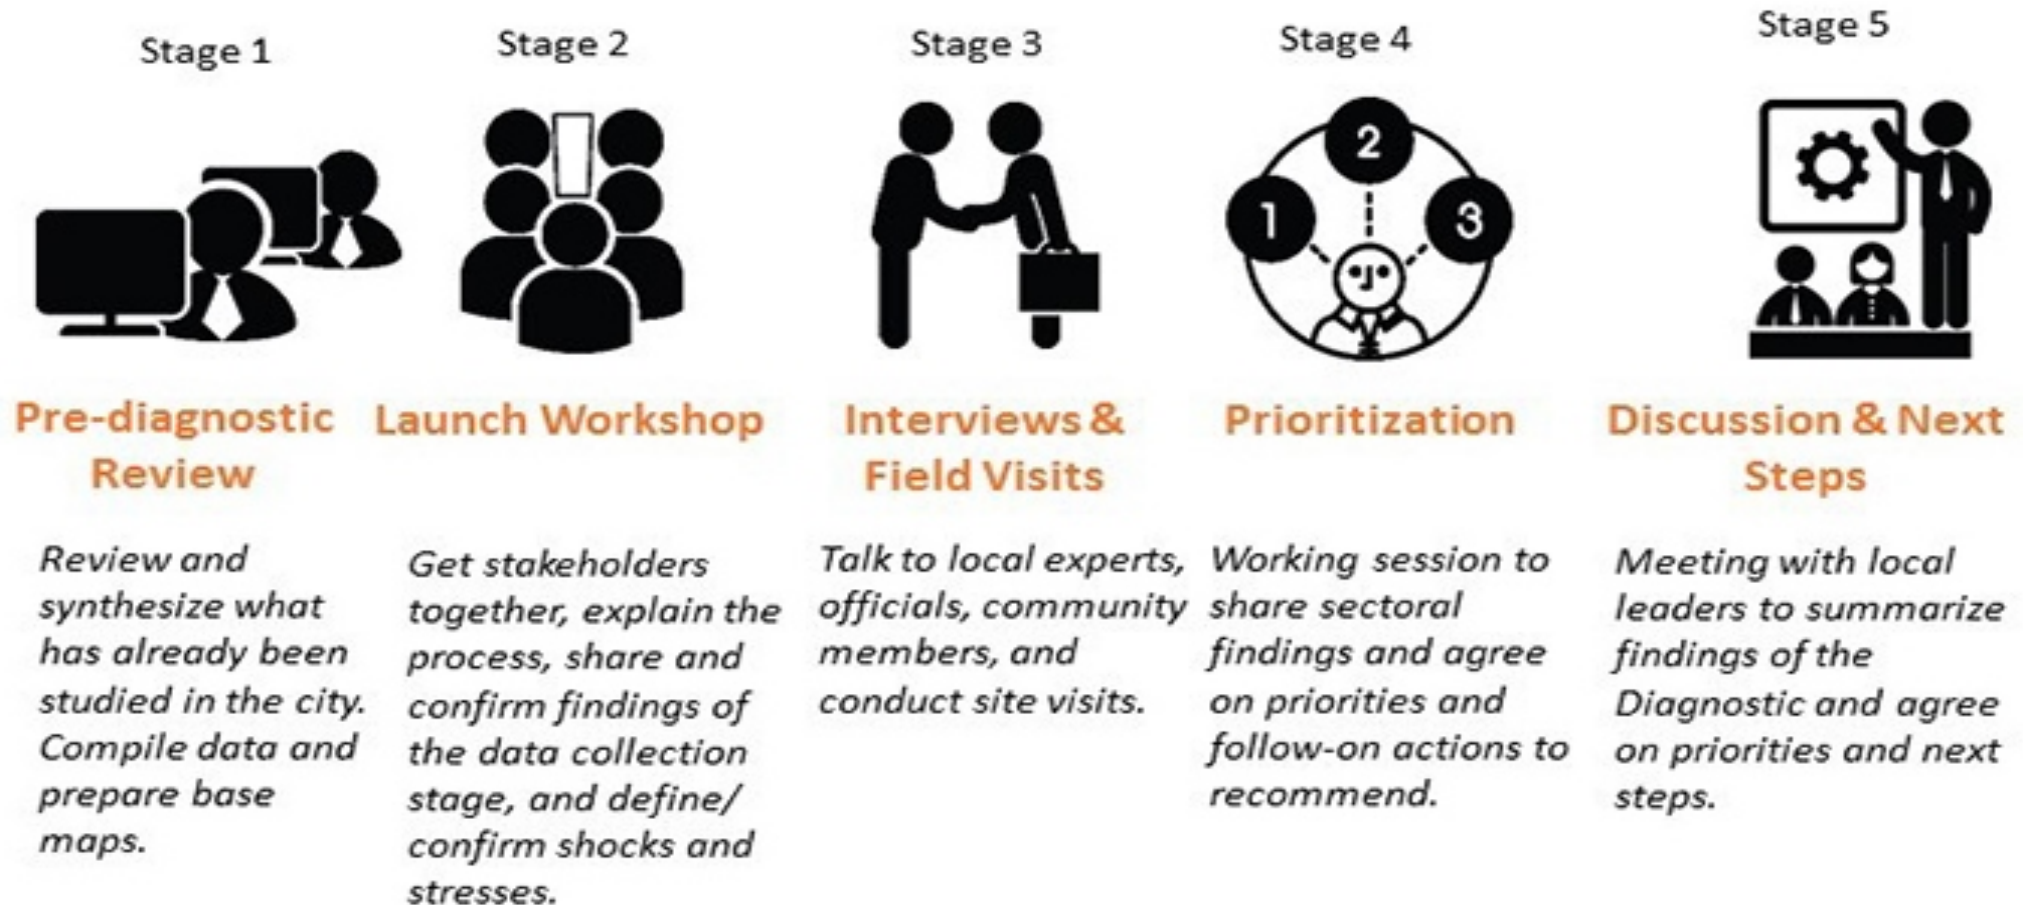 Stage 1
Stage 2
Stage 3
Stage 4
Stage 5
1
2
3
Pre-diagnostic
Review
Launch Workshop
Interviews &
Field Visits
Prioritization
Discussion & Next
Steps
Review and
synthesize what
has already been
studied in the city.
Compile data and
prepare base
maps.
Get stakeholders
together, explain the
process, share and
confirm findings of
the data collection
stage, and define/
confirm shocks and
stresses.
Talk to local experts,
officials, community
members, and
conduct site visits.
Working session to
share sectoral
findings and agree
on priorities and
follow-on actions to
recommend.
Meeting with local
leaders to summarize
findings of the
Diagnostic and agree
on priorities and next
steps.